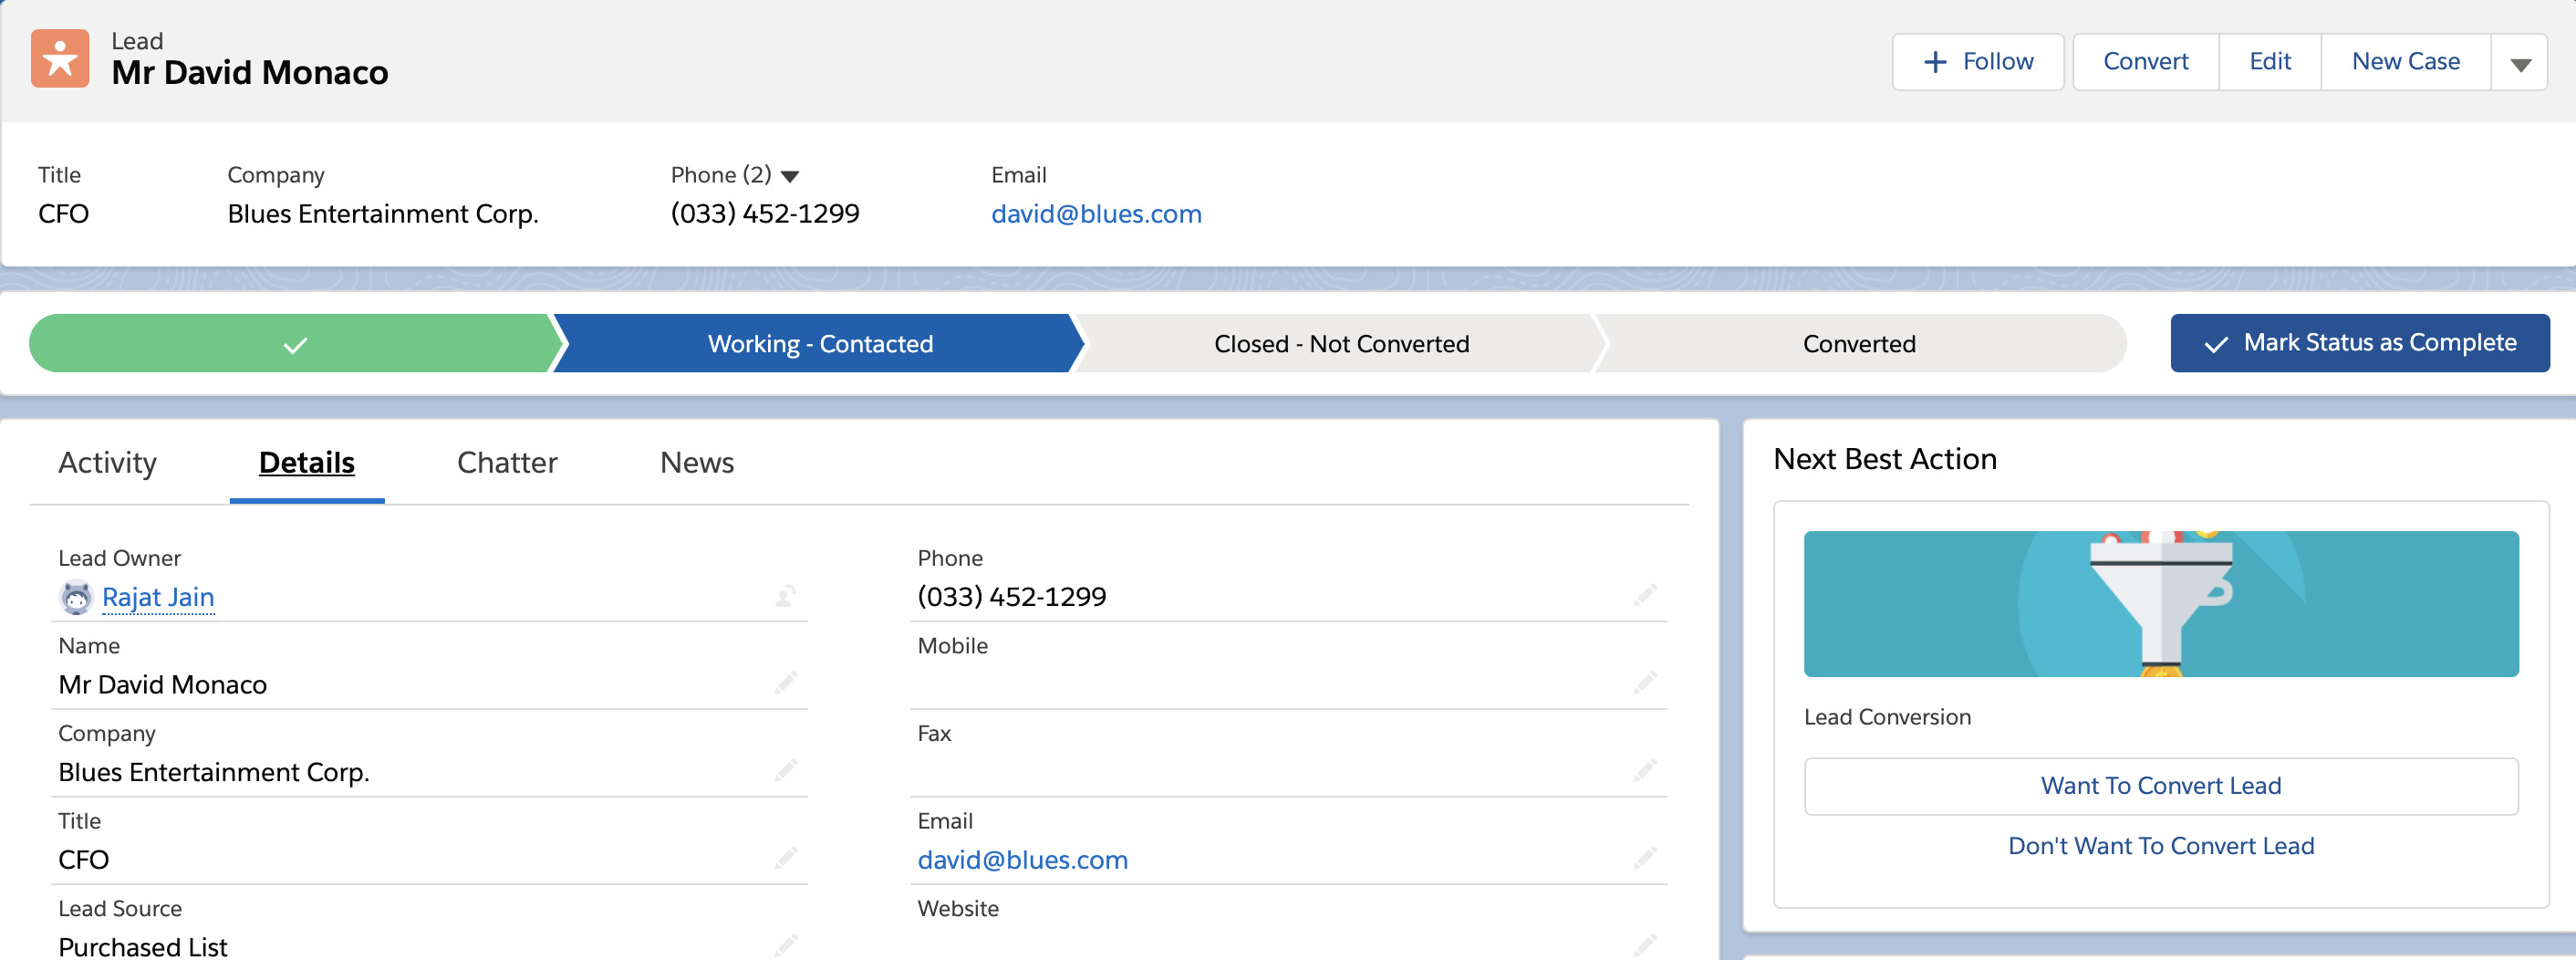 Lead
Mr David Monaco
Follow
Convert
Edit
New Case
Title
CFO
Company
Blues Entertainment Corp.
Phone (2)
(033) 452-1299
Email
david@blues.com
Working - Contacted
Closed - Not Converted
Converted
Mark Status as Complete
Activity
Details
Chatter
News
Lead Owner
Rajat Jain
Name
Mr David Monaco
Company
Blues Entertainment Corp.
Title
CFO
Lead Source
Purchased List
Phone
(033) 452-1299
Mobile
Fax
Email
david@blues.com
Website
Next Best Action
Lead Conversion
Want To Convert Lead
Don't Want To Convert Lead